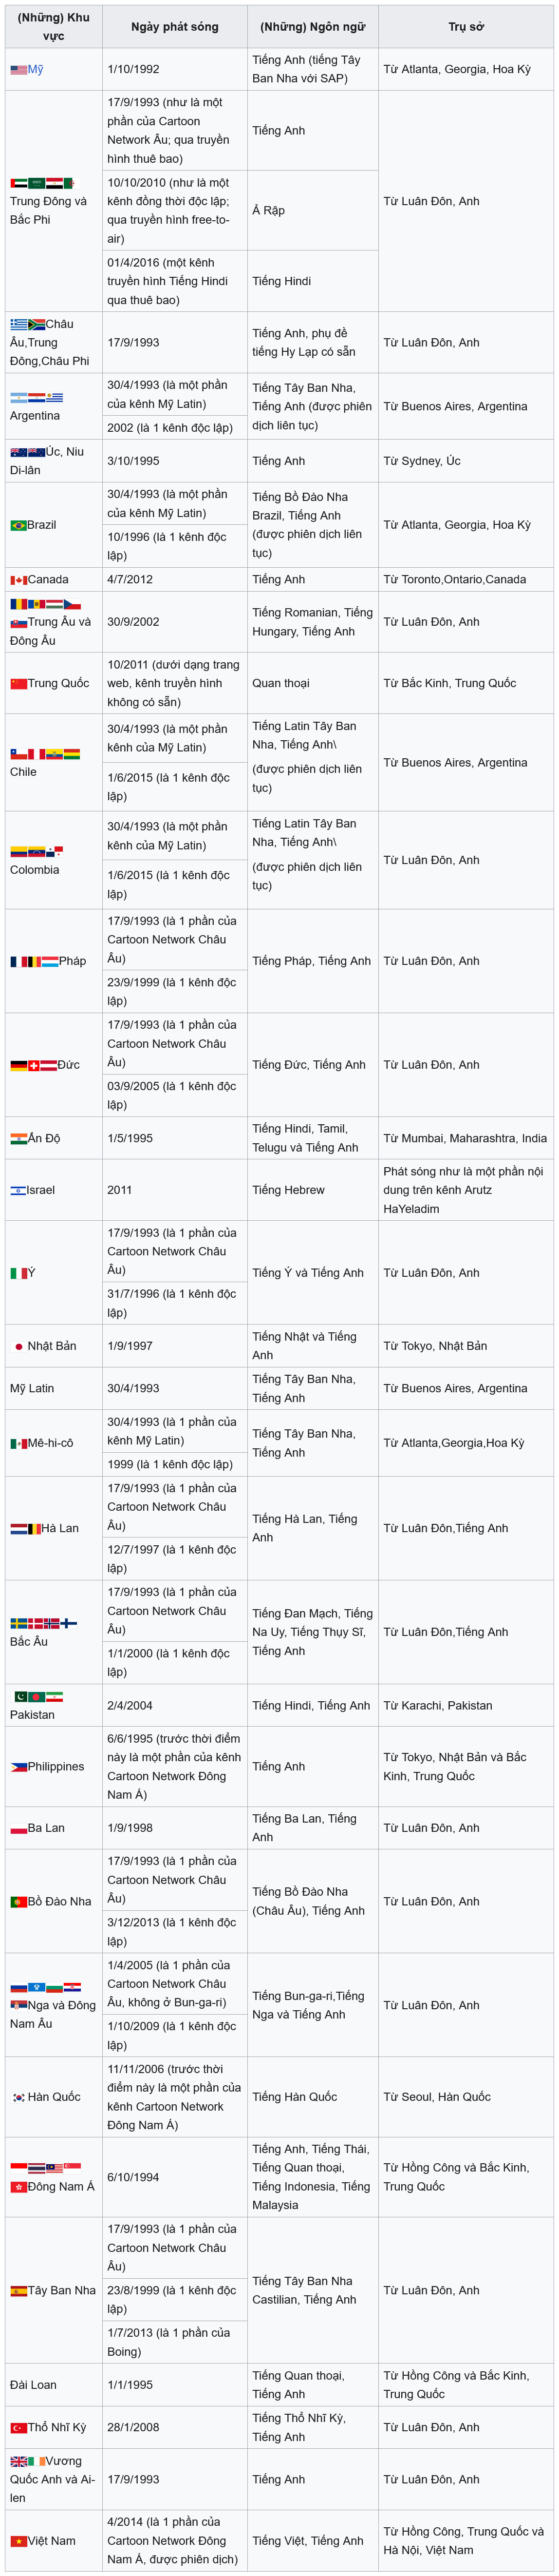 (Những) Khu
vực
Ngày phát sóng
(Những) Ngôn ngữ
Trụ sở
Mỹ
1/10/1992
Tiếng Anh (tiếng Tây
Ban Nha với SAP)
Từ Atlanta, Georgia, Hoa Kỳ
Trung Đông và
Bắc Phi
17/9/1993 (như là một
phần của Cartoon
Network Âu; qua truyền
hình thuê bao)
Tiếng Anh
Từ Luân Đôn, Anh
10/10/2010 (như là một
kênh đồng thời độc lập;
qua truyền hình free-to-
air)
Ả Rập
01/4/2016 (một kênh
truyền hình Tiếng Hindi
qua thuê bao)
Tiếng Hindi
Châu
Âu,Trung
Đông,Châu Phi
17/9/1993
Tiếng Anh, phụ đề
tiếng Hy Lạp có sẵn
Từ Luân Đôn, Anh
Argentina
30/4/1993 (là một phần
của kênh Mỹ Latin)
2002 (là 1 kênh độc lập)
Tiếng Tây Ban Nha,
Tiếng Anh (được phiên
dịch liên tục)
Từ Buenos Aires, Argentina
Úc, Niu
Di-lân
3/10/1995
Tiếng Anh
Từ Sydney, Úc
Brazil
30/4/1993 (là một phần
của kênh Mỹ Latin)
10/1996 (là 1 kênh độc
lập)
Tiếng Bồ Đào Nha
Brazil, Tiếng Anh
(được phiên dịch liên
tục)
Từ Atlanta, Georgia, Hoa Kỳ
Canada
4/7/2012
Tiếng Anh
Từ Toronto,Ontario,Canada
Trung Âu và
Đông Âu
30/9/2002
Tiếng Romanian, Tiếng
Hungary, Tiếng Anh
Từ Luân Đôn, Anh
Trung Quốc
10/2011 (dưới dạng trang
web, kênh truyền hình
không có sẵn)
Quan thoại
Từ Bắc Kinh, Trung Quốc
Chile
30/4/1993 (là một phần
kênh của Mỹ Latin)
1/6/2015 (là 1 kênh độc
lập)
Tiếng Latin Tây Ban
Nha, Tiếng Anh\
(được phiên dịch liên
tục)
Từ Buenos Aires, Argentina
Colombia
30/4/1993 (là một phần
kênh của Mỹ Latin)
1/6/2015 (là 1 kênh độc
lập)
Tiếng Latin Tây Ban
Nha, Tiếng Anh\
(được phiên dịch liên
tục)
Từ Luân Đôn, Anh
Pháp
17/9/1993 (là 1 phần của
Cartoon Network Châu
Âu)
23/9/1999 (là 1 kênh độc
lập)
Tiếng Pháp, Tiếng Anh
Từ Luân Đôn, Anh
Đức
17/9/1993 (là 1 phần của
Cartoon Network Châu
Âu)
03/9/2005 (là 1 kênh độc
lập)
Tiếng Đức, Tiếng Anh
Từ Luân Đôn, Anh
Ấn Độ
1/5/1995
Tiếng Hindi, Tamil,
Telugu và Tiếng Anh
Từ Mumbai, Maharashtra, India
Israel
2011
Tiếng Hebrew
Phát sóng như là một phần nội
dung trên kênh Arutz
HaYeladim
Ý
17/9/1993 (là 1 phần của
Cartoon Network Châu
Âu)
31/7/1996 (là 1 kênh độc
lập)
Tiếng Ý và Tiếng Anh
Từ Luân Đôn, Anh
Nhật Bản
1/9/1997
Tiếng Nhật và Tiếng
Anh
Từ Tokyo, Nhật Bản
Mỹ Latin
30/4/1993
Tiếng Tây Ban Nha,
Tiếng Anh
Từ Buenos Aires, Argentina
Mê-hi-cô
30/4/1993 (là 1 phần của
kênh Mỹ Latin)
1999 (là 1 kênh độc lập)
Tiếng Tây Ban Nha,
Tiếng Anh
Từ Atlanta,Georgia,Hoa Kỳ
Hà Lan
17/9/1993 (là 1 phần của
Cartoon Network Châu
Âu)
12/7/1997 (là 1 kênh độc
lập)
Tiếng Hà Lan, Tiếng
Anh
Từ Luân Đôn,Tiếng Anh
Bắc Âu
17/9/1993 (là 1 phần của
Cartoon Network Châu
Âu)
1/1/2000 (là 1 kênh độc
lập)
Tiếng Đan Mạch, Tiếng
Na Uy, Tiếng Thụy Sĩ,
Tiếng Anh
Từ Luân Đôn,Tiếng Anh
Pakistan
2/4/2004
Tiếng Hindi, Tiếng Anh
Từ Karachi, Pakistan
Philippines
6/6/1995 (trước thời điểm
này là một phần của kênh
Cartoon Network Đông
Nam Á)
Tiếng Anh
Từ Tokyo, Nhật Bản và Bắc
Kinh, Trung Quốc
Ba Lan
1/9/1998
Tiếng Ba Lan, Tiếng
Anh
Từ Luân Đôn, Anh
Bồ Đào Nha
17/9/1993 (là 1 phần của
Cartoon Network Châu
Âu)
3/12/2013 (là 1 kênh độc
lập)
Tiếng Bồ Đào Nha
(Châu Âu), Tiếng Anh
Từ Luân Đôn, Anh
Nga và Đông
Nam Âu
1/4/2005 (là 1 phần của
Cartoon Network Châu
Âu, không ở Bun-ga-ri)
1/10/2009 (là 1 kênh độc
lập)
Tiếng Bun-ga-ri,Tiếng
Nga và Tiếng Anh
Từ Luân Đôn, Anh
Hàn Quốc
11/11/2006 (trước thời
điểm này là một phần của
kênh Cartoon Network
Đông Nam Á)
Tiếng Hàn Quốc
Từ Seoul, Hàn Quốc
Đông Nam Á
6/10/1994
Tiếng Anh, Tiếng Thái,
Tiếng Quan thoại,
Tiếng Indonesia, Tiếng
Malaysia
Từ Hồng Công và Bắc Kinh,
Trung Quốc
Tây Ban Nha
17/9/1993 (là 1 phần của
Cartoon Network Châu
Âu)
23/8/1999 (là 1 kênh độc
lập)
1/7/2013 (là 1 phần của
Boing)
Tiếng Tây Ban Nha
Castilian, Tiếng Anh
Từ Luân Đôn, Anh
Đài Loan
1/1/1995
Tiếng Quan thoại,
Tiếng Anh
Từ Hồng Công và Bắc Kinh,
Trung Quốc
Thổ Nhĩ Kỳ
28/1/2008
Tiếng Thổ Nhĩ Kỳ,
Tiếng Anh
Từ Luân Đôn, Anh
Vương
Quốc Anh và Ai-
len
17/9/1993
Tiếng Anh
Từ Luân Đôn, Anh
Việt Nam
4/2014 (là 1 phần của
Cartoon Network Đông
Nam Á, được phiên dịch)
Tiếng Việt, Tiếng Anh
Từ Hồng Công, Trung Quốc và
Hà Nội, Việt Nam